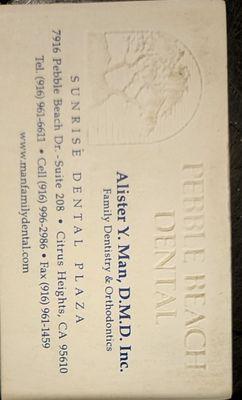 PEBBLE BEACH
DENTAL
Alister Y. Man, D.M.D. Inc.
Family Dentistry & Orthodontics
SUNRISE DENTAL PLAZA
7916 Pebble Beach Dr. -Suite 208 • Citrus Heights, CA 95610
Tel. (916) 961-6611 • Cell (916) 996-2986 • Fax (916) 961-1459
www.manfamilydental.com